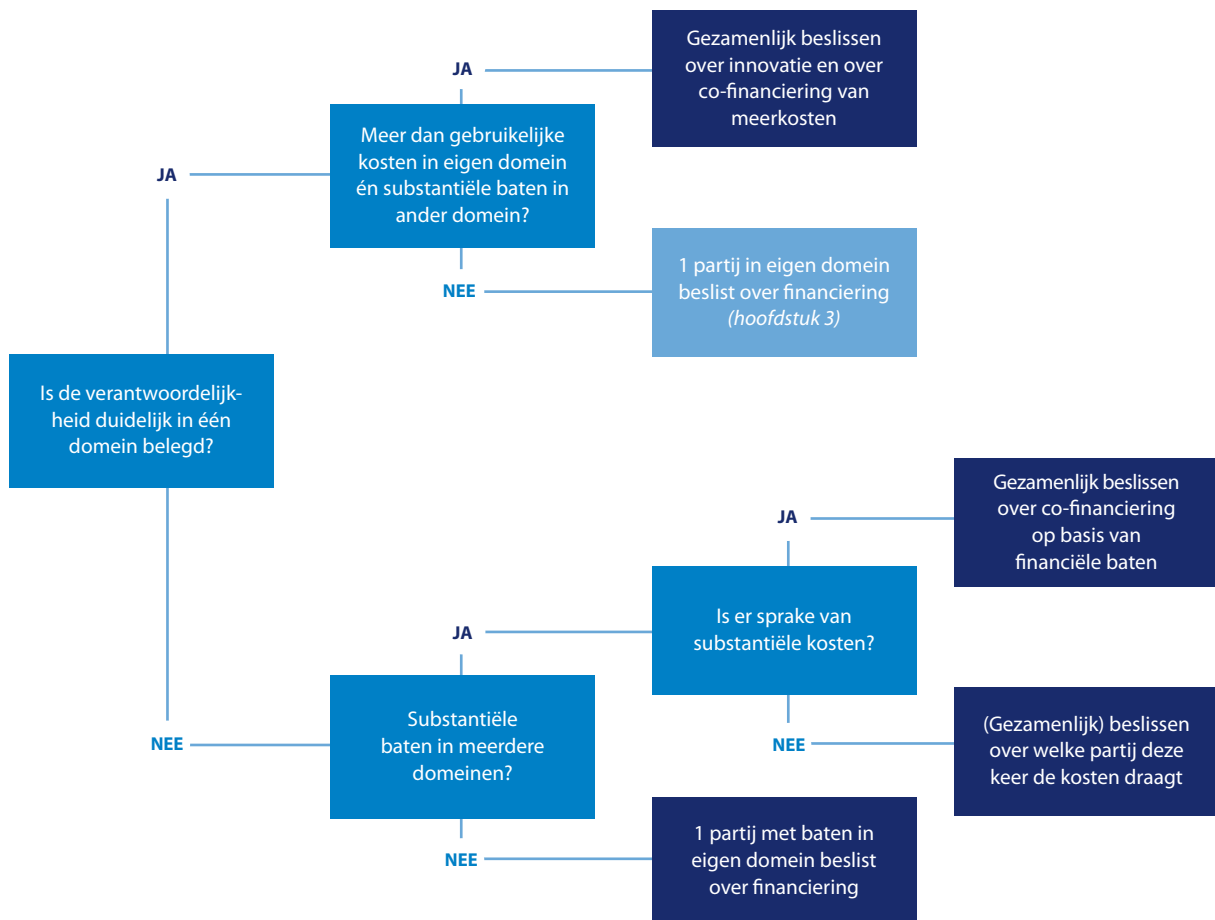 Gezamenlijk beslissen
over innovatie en over
co-financiering van
meerkosten
JA
Meer dan gebruikelijke
kosten in eigen domein
én substantiële baten in
ander domein?
JA
1 partij in eigen domein
beslist over financiering
(hoofdstuk 3)
NEE
Is de verantwoordelijk-
heid duidelijk in één
domein belegd?
Gezamenlijk beslissen
over co-financiering
op basis van
financiële baten
JA
Is er sprake van
substantiële kosten?
JA
Substantiële
baten in meerdere
domeinen?
NEE
(Gezamenlijk) beslissen
over welke partij deze
keer de kosten draagt
NEE
1 partij met baten in
eigen domein beslist
over financiering
NEE